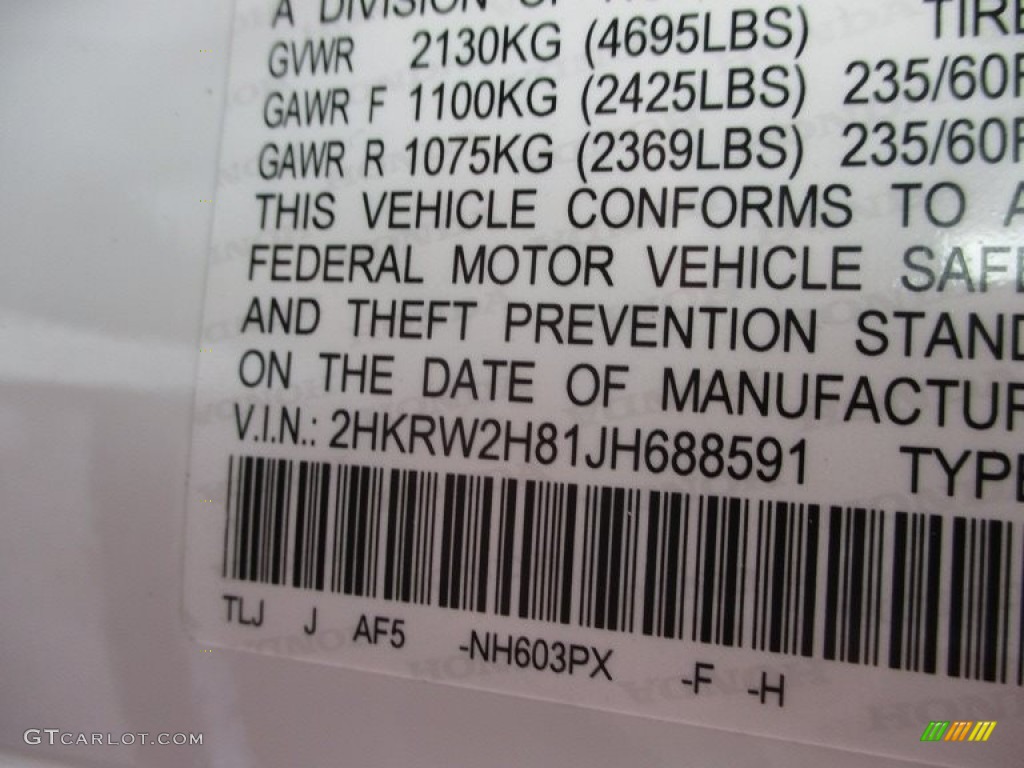 A DIVISION OF
GVWR 2130KG (4695LBS) TIRE
GAWR F 1100KG (2425LBS) 235/60R
GAWR R 1075KG (2369LBS) 235/60R
THIS VEHICLE CONFORMS TO A
FEDERAL MOTOR VEHICLE SAFE
AND THEFT PREVENTION STAND
ON THE DATE OF MANUFACTUR
V.I.N.: 2HKRW2H81JH688591 TYPE
TLJ J AF5 -NH603PX -F -H
GTCARLOT.COM